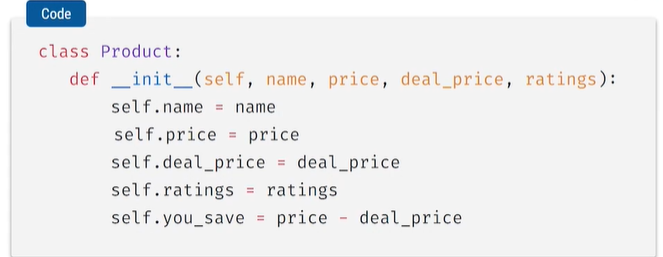 Code
class Product:
def __init__(self, name, price, deal_price, ratings):
self.name = name
self.price = price
self.deal_price = deal_price
self.ratings = ratings
self.you_save = price - deal_price